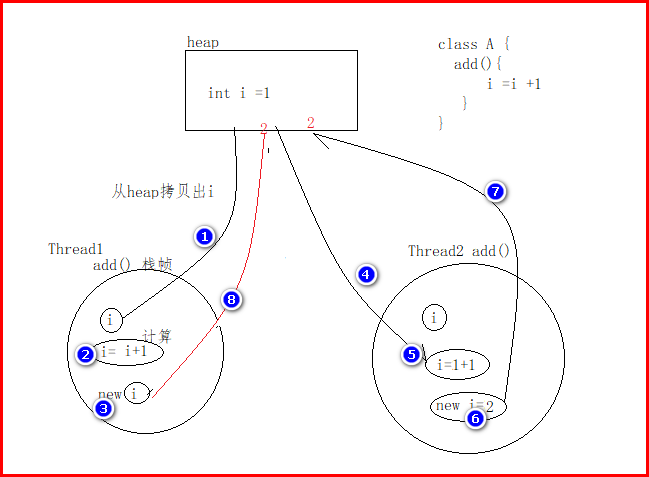 heap
int i =1
2
2
class A {
add(){
i =i +1
}
}
从heap拷贝出i
1
7
4
8
Thread1
add() 栈帧
i
计算
2
i= i+1
3
new i
Thread2 add()
i
5
i=1+1
new i=2
6